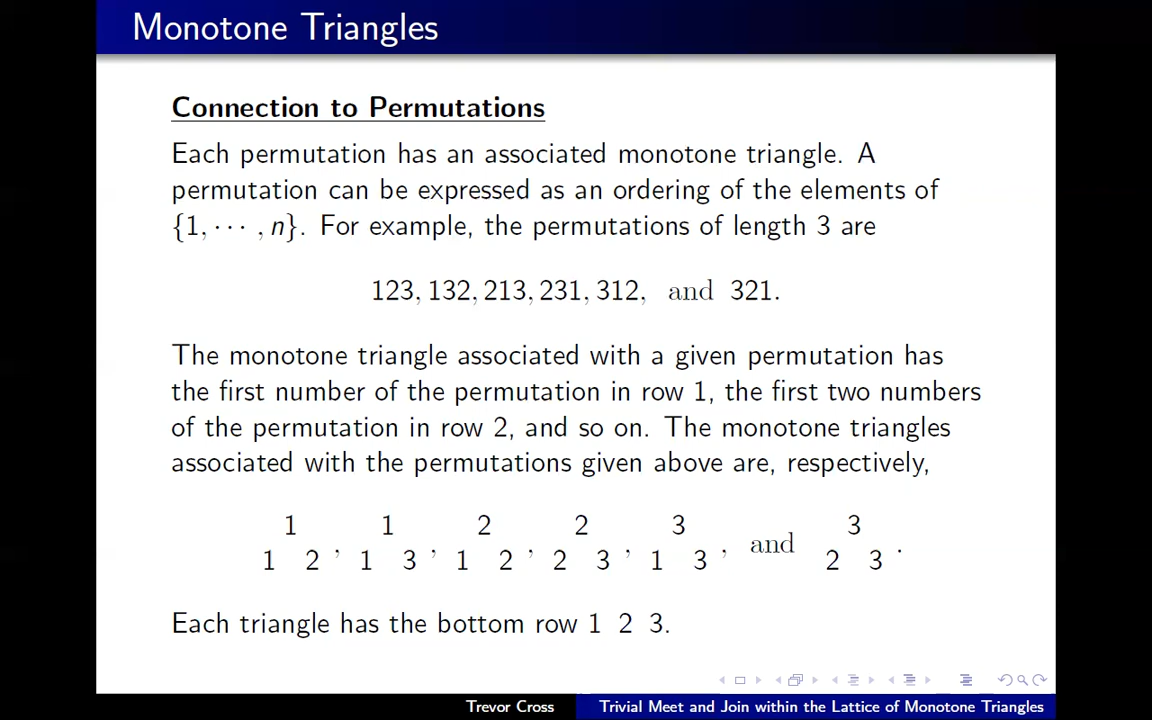 Monotone Triangles
Connection to Permutations
Each permutation has an associated monotone triangle. A
permutation can be expressed as an ordering of the elements of
{1, ⋯ , n}. For example, the permutations of length 3 are
123, 132, 213, 231, 312, and 321.
The monotone triangle associated with a given permutation has
the first number of the permutation in row 1, the first two numbers
of the permutation in row 2, and so on. The monotone triangles
associated with the permutations given above are, respectively,
1 1 2 2 3 3
1 2 , 1 3 , 1 2 , 2 3 , 1 3 , and 2 3 .
Each triangle has the bottom row 1 2 3.
Trevor Cross Trivial Meet and Join within the Lattice of Monotone Triangles